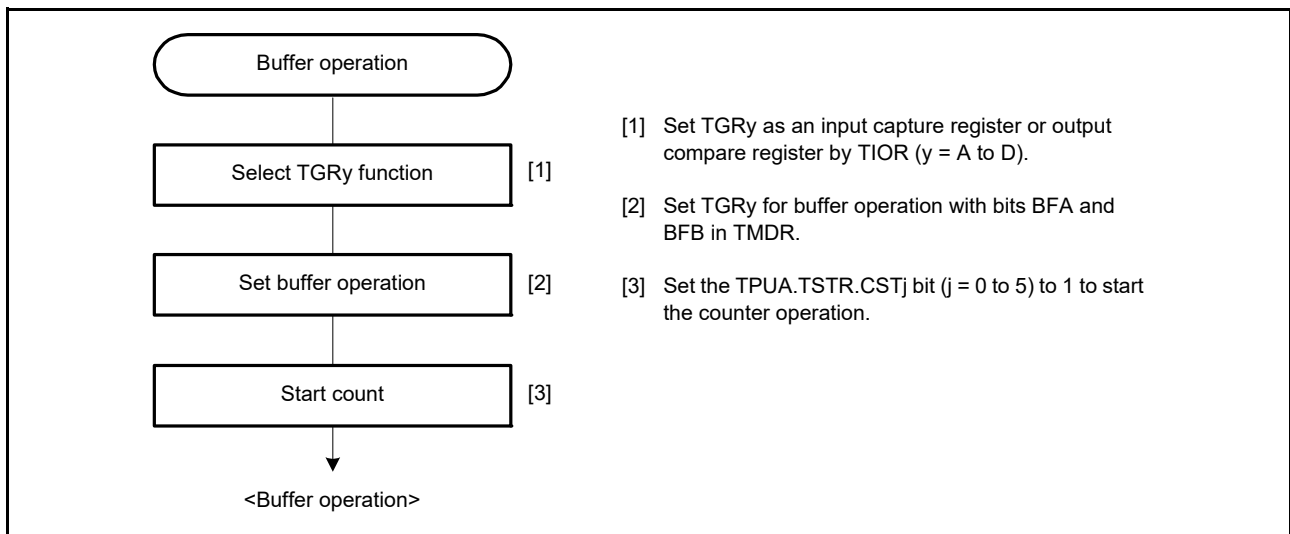 Buffer operation
Select TGRy function
[1]
Set buffer operation
[2]
Start count
[3]
<Buffer operation>
[1] Set TGRy as an input capture register or output
compare register by TIOR (y = A to D).
[2] Set TGRy for buffer operation with bits BFA and
BFB in TMDR.
[3] Set the TPUA.TSTR.CSTj bit (j = 0 to 5) to 1 to start
the counter operation.